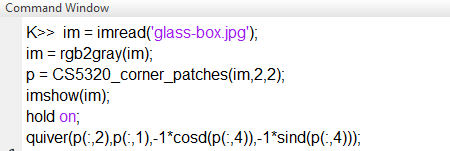 Command Window
K>> im = imread('glass-box.jpg');
im = rgb2gray(im);
p = CS5320_corner_patches(im,2,2);
imshow(im);
hold on;
quiver(p(:,2),p(:,1),-1*cosd(p(:,4)),-1*sind(p(:,4)));